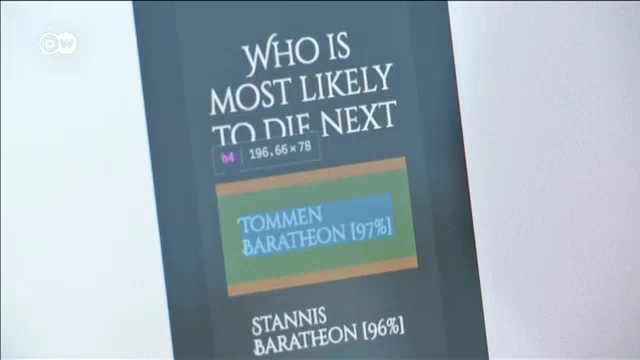 DW
WHO IS
MOST LIKELY
TO DIE NEXT
h4 196.66×78
TOMMEN
BARATHEON [97%]
STANNIS
BARATHEON [96%]